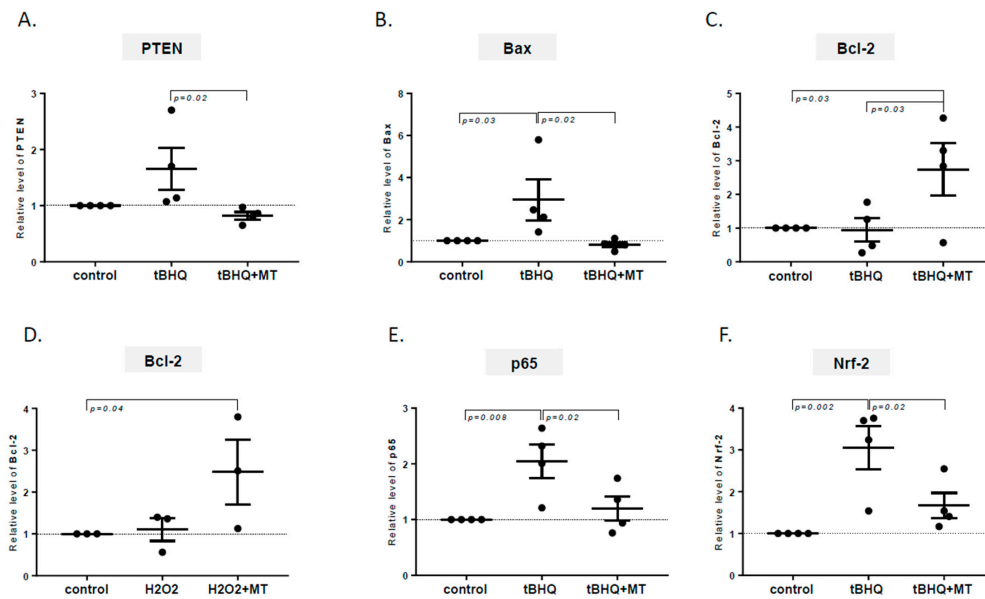 A.
PTEN
Relative level of PTEN
3
2
1
0
p=0.02
control tBHQ tBHQ+MT
B.
Bax
Relative level of Bax
8
6
4
2
0
p=0.03 p=0.02
control tBHQ tBHQ+MT
C.
Bcl-2
Relative level of Bcl-2
5
4
3
2
1
0
p=0.03
p=0.03
control tBHQ tBHQ+MT
D.
Bcl-2
Relative level of Bcl-2
4
3
2
1
0
p=0.04
control H2O2 H2O2+MT
E.
p65
Relative level of p65
3
2
1
0
p=0.008 p=0.02
control tBHQ tBHQ+MT
F.
Nrf-2
Relative level of Nrf-2
4
3
2
1
0
p=0.002 p=0.02
control tBHQ tBHQ+MT